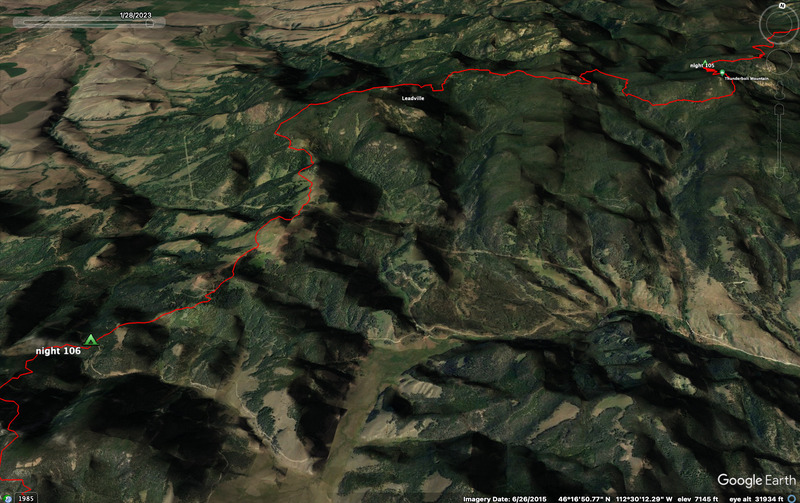 1/28/2023
night 105
Thunderbolt Mountain
Leadville
night 106
Google Earth
1985
Imagery Date: 6/26/2015 46°16'50.77" N 112°30'12.29" W elev 7145 ft eye alt 31934 ft
N